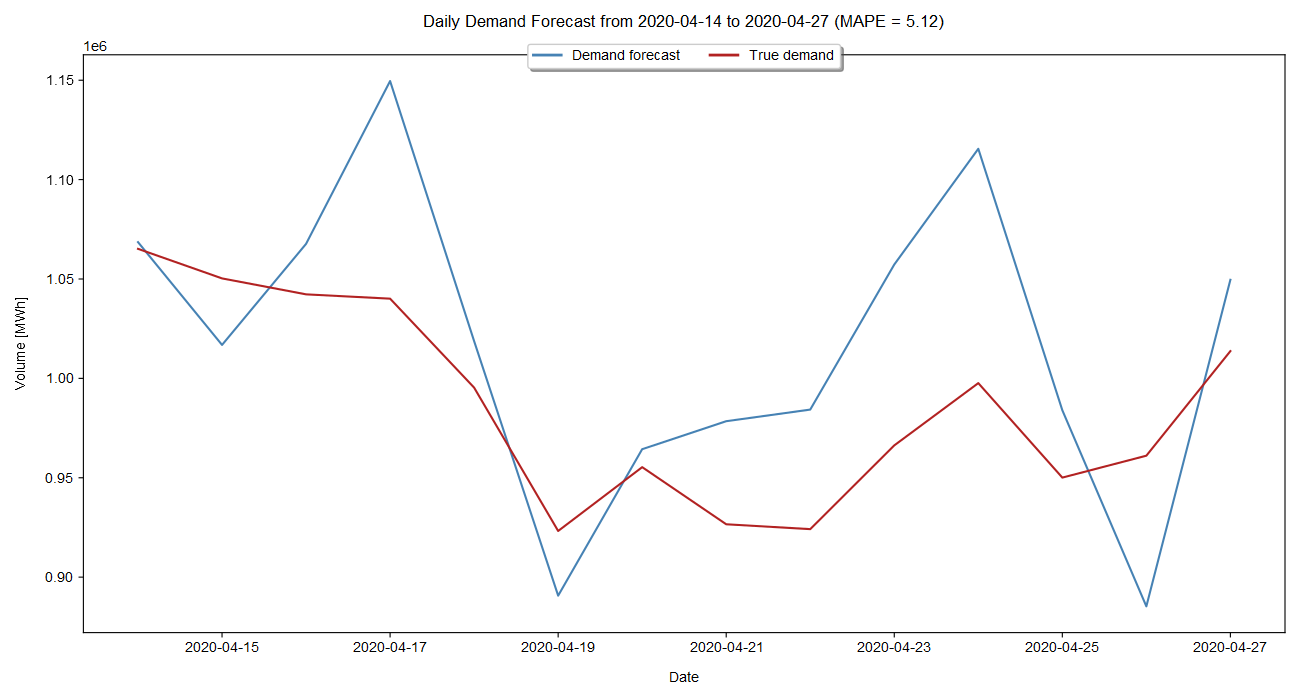 Daily Demand Forecast from 2020-04-14 to 2020-04-27 (MAPE = 5.12)
1e6
Demand forecast
True demand
1.15
1.10
1.05
1.00
0.95
0.90
Volume [MWh]
2020-04-15
2020-04-17
2020-04-19
2020-04-21
2020-04-23
2020-04-25
2020-04-27
Date